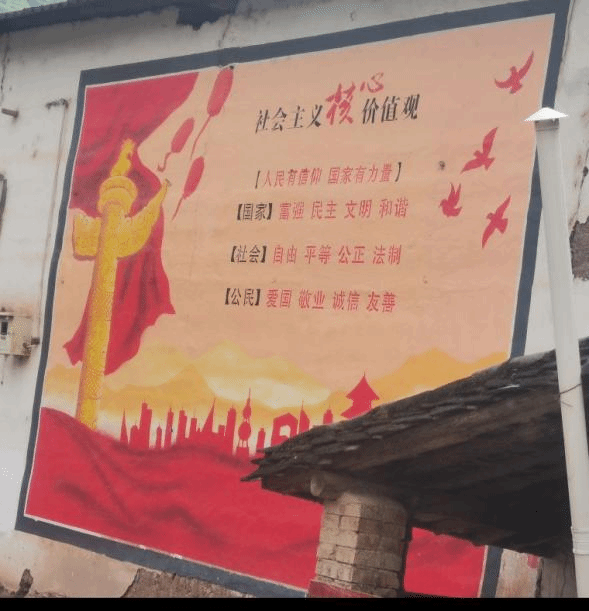 社会主义核心价值观
【人民有信仰 国家有力量】
【国家】富强 民主 文明 和谐
【社会】自由 平等 公正 法制
【公民】爱国 敬业 诚信 友善